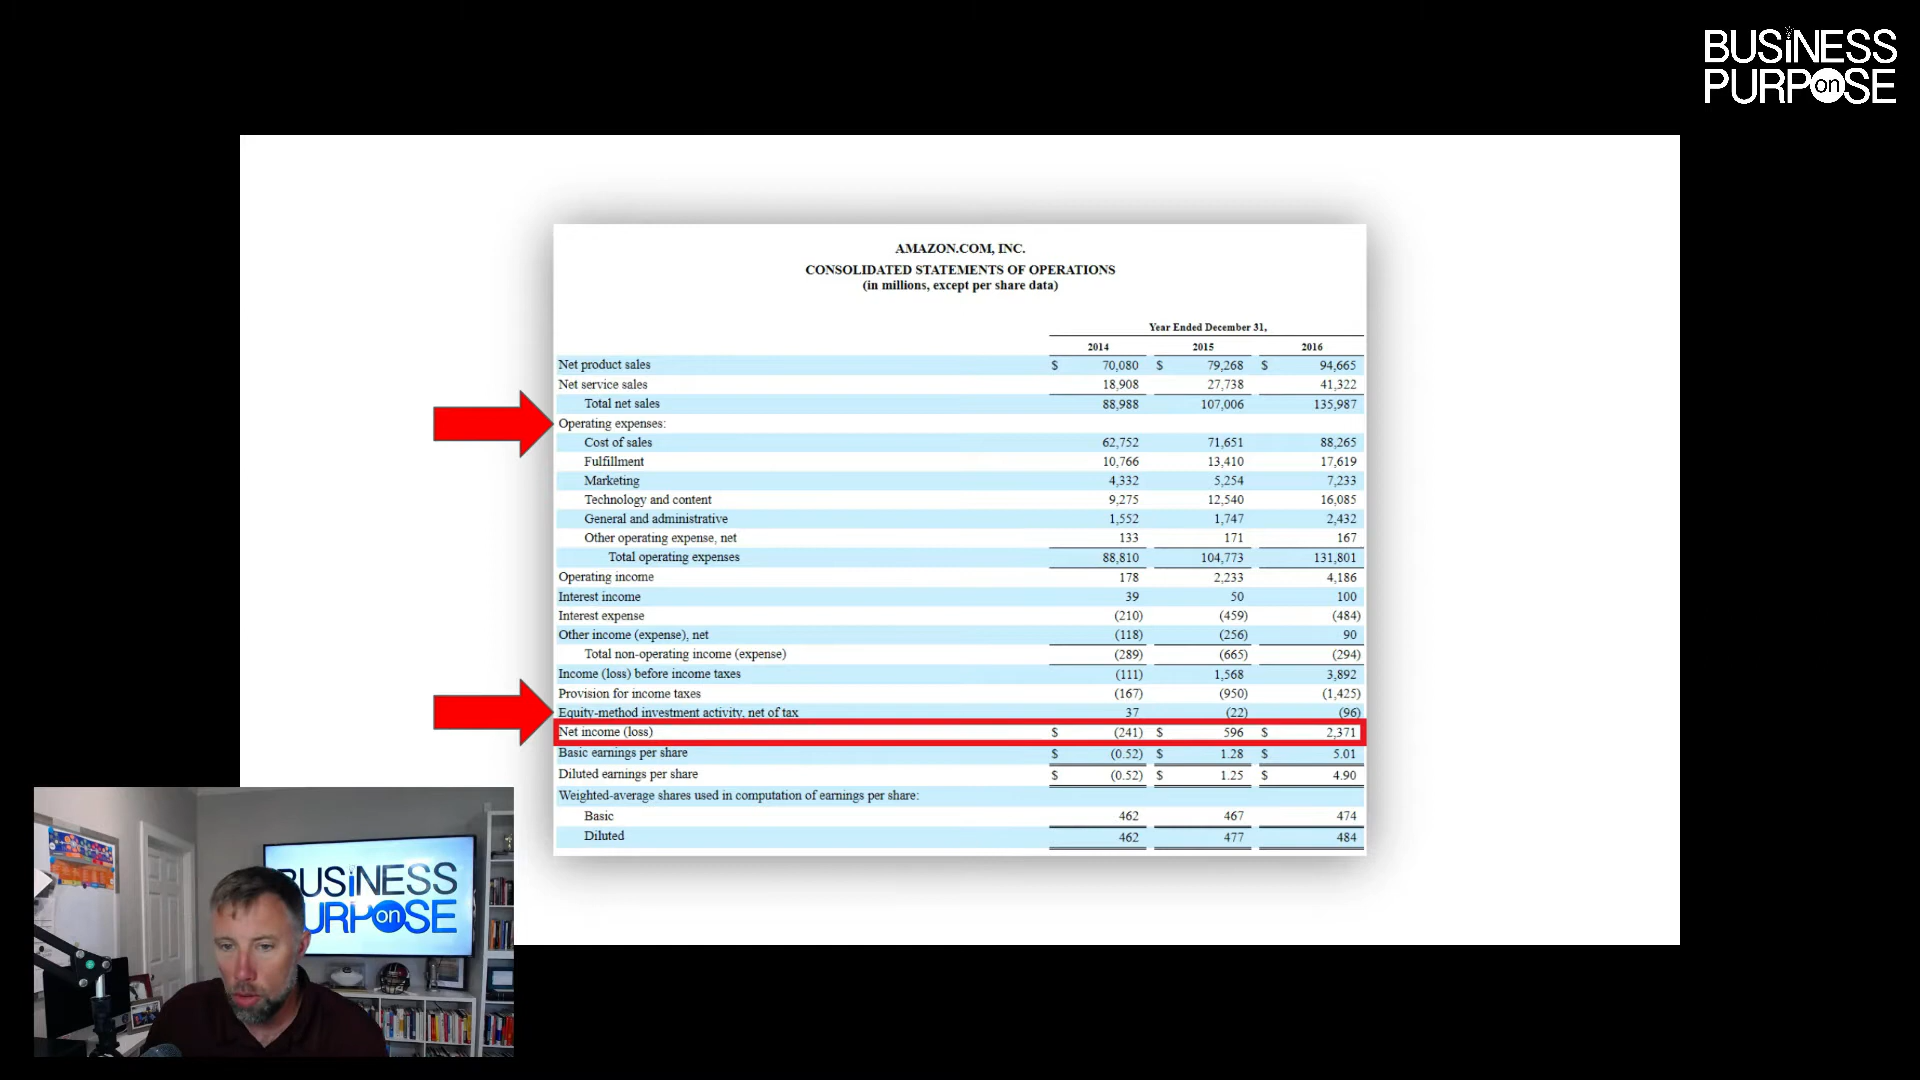 BUSiNESS
PURPOSE
on
AMAZON.COM, INC.
CONSOLIDATED STATEMENTS OF OPERATIONS
(in millions, except per share data)
Year Ended December 31,
2014 2015 2016
Net product sales $ 70,080 $ 79,268 $ 94,665
Net service sales 18,908 27,738 41,322
Total net sales 88,988 107,006 135,987
Operating expenses:
Cost of sales 62,752 71,651 88,265
Fulfillment 10,766 13,410 17,619
Marketing 4,332 5,254 7,233
Technology and content 9,275 12,540 16,085
General and administrative 1,552 1,747 2,432
Other operating expense, net 133 171 167
Total operating expenses 88,810 104,773 131,801
Operating income 178 2,233 4,186
Interest income 39 50 100
Interest expense (210) (459) (484)
Other income (expense), net (118) (256) 90
Total non-operating income (expense) (289) (665) (294)
Income (loss) before income taxes (111) 1,568 3,892
Provision for income taxes (167) (950) (1,425)
Equity-method investment activity, net of tax 37 (22) (96)
Net income (loss) $ (241) $ 596 $ 2,371
Basic earnings per share $ (0.52) $ 1.28 $ 5.01
Diluted earnings per share $ (0.52) $ 1.25 $ 4.90
Weighted-average shares used in computation of earnings per share:
Basic 462 467 474
Diluted 462 477 484
BUSiNESS
URPOSE
on